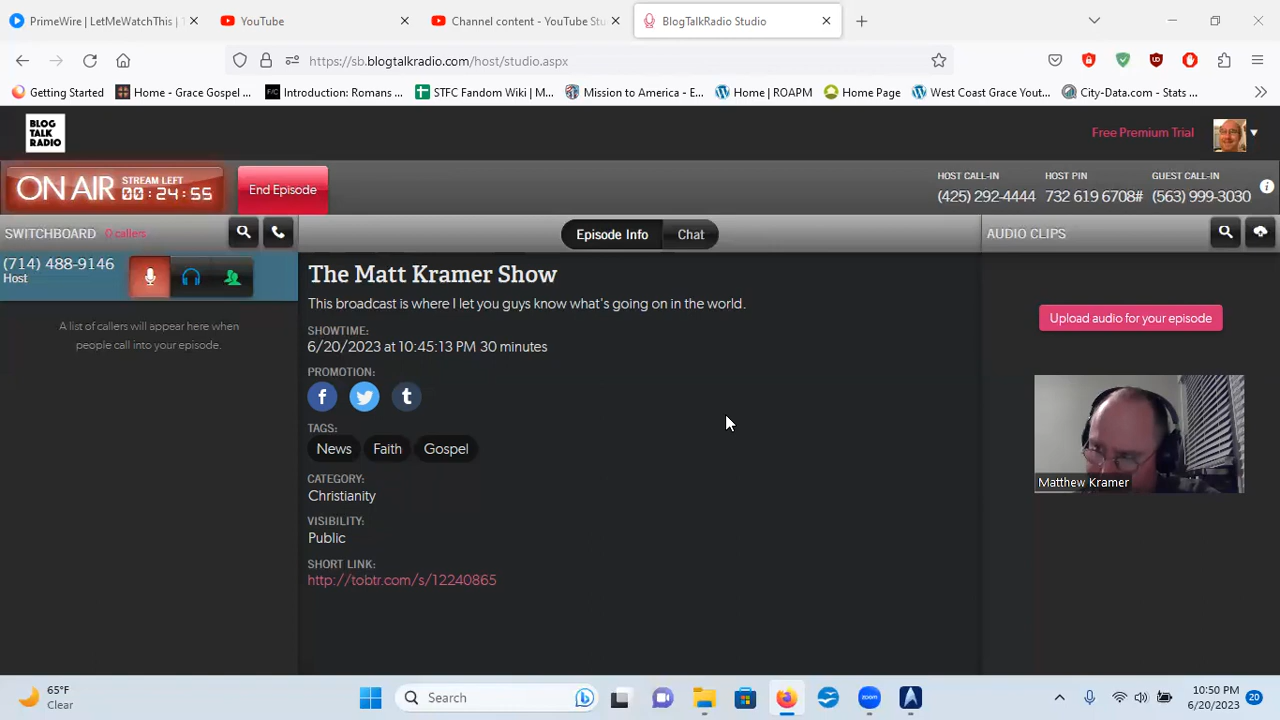 PrimeWire | LetMeWatchThis | 1
YouTube
Channel content - YouTube Stu
BlogTalkRadio Studio
https://sb.blogtalkradio.com/host/studio.aspx
Getting Started
Home - Grace Gospel ...
F/C Introduction: Romans ...
STFC Fandom Wiki | M...
Mission to America - E...
Home | ROAPM
Home Page
West Coast Grace Yout...
City-Data.com - Stats ...
BLOG
TALK
RADIO
Free Premium Trial
ON AIR
STREAM LEFT
00:24:55
End Episode
HOST CALL-IN
(425) 292-4444
HOST PIN
732 619 6708#
GUEST CALL-IN
(563) 999-3030
SWITCHBOARD 0 callers
Episode Info
Chat
AUDIO CLIPS
(714) 488-9146
Host
A list of callers will appear here when
people call into your episode.
The Matt Kramer Show
This broadcast is where I let you guys know what's going on in the world.
SHOWTIME:
6/20/2023 at 10:45:13 PM 30 minutes
PROMOTION:
TAGS:
News Faith Gospel
CATEGORY:
Christianity
VISIBILITY:
Public
SHORT LINK:
http://tobtr.com/s/12240865
Upload audio for your episode
Matthew Kramer
65°F
Clear
Search
zoom
10:50 PM
6/20/2023
20